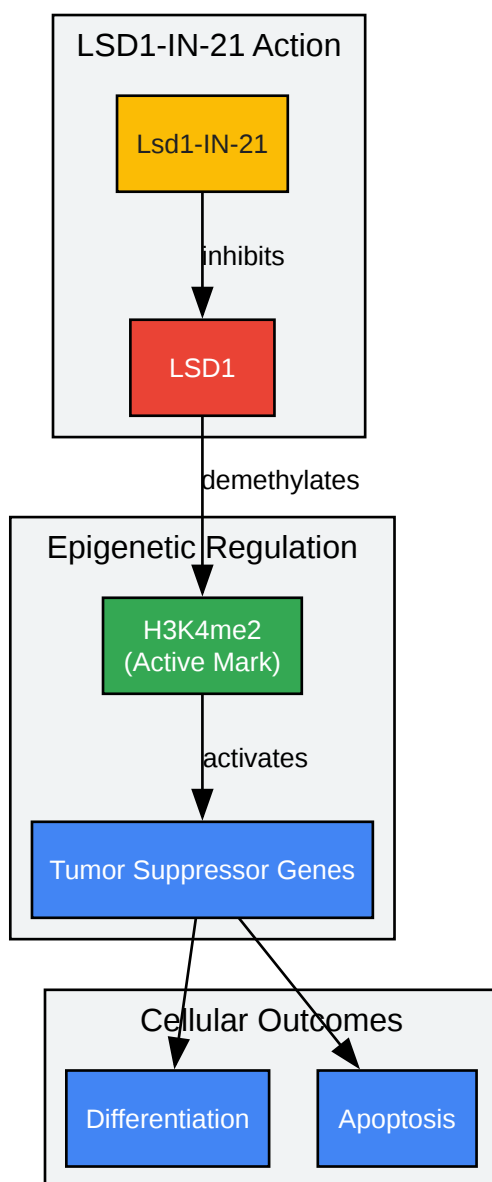 LSD1-IN-21 Action
Lsd1-IN-21
inhibits
LSD1
demethylates
Epigenetic Regulation
H3K4me2
(Active Mark)
activates
Tumor Suppressor Genes
Cellular Outcomes
Differentiation
Apoptosis